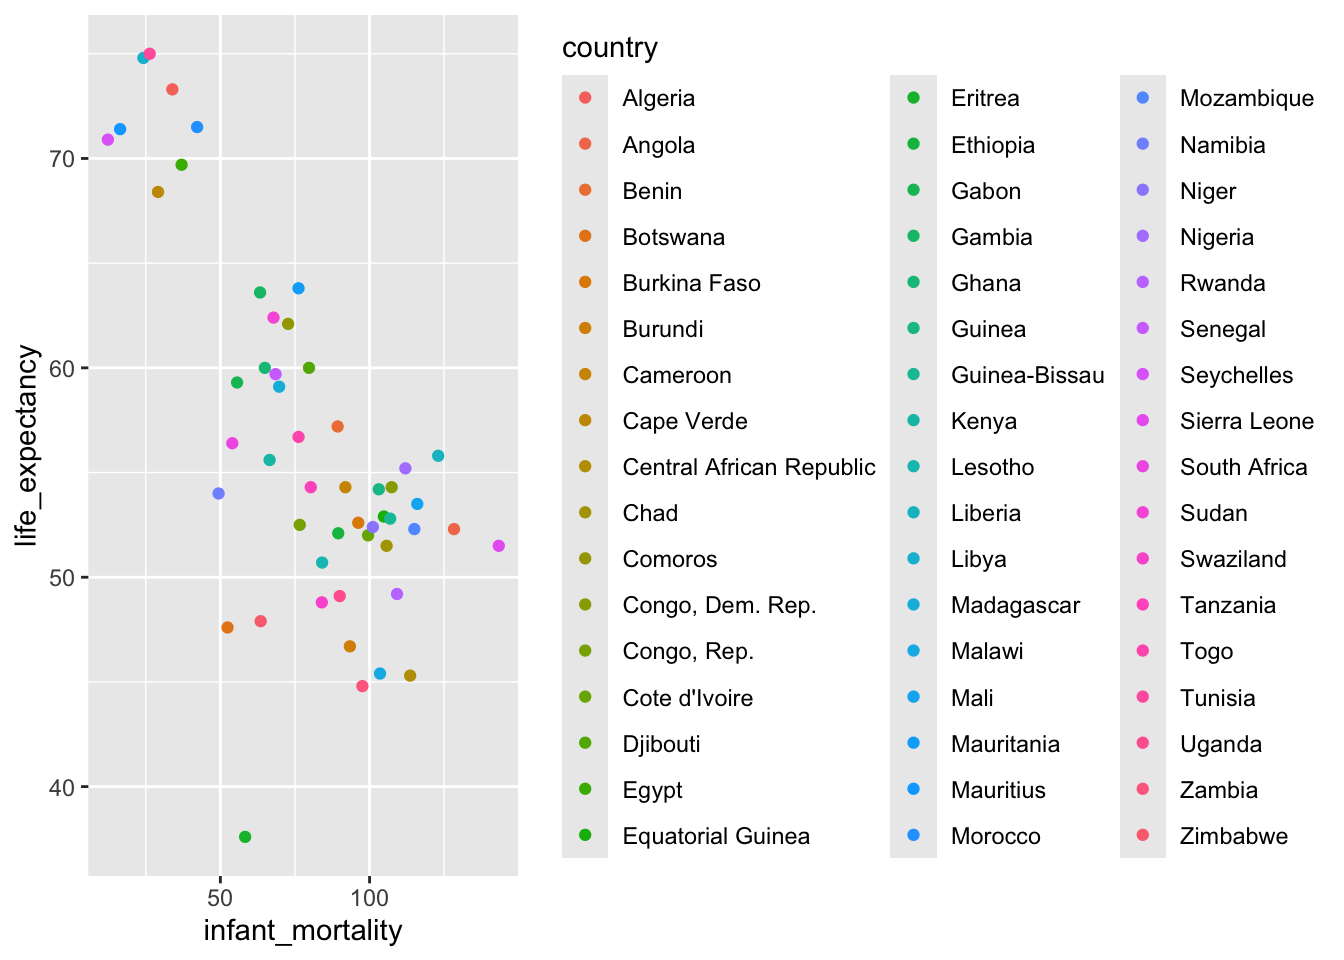 country
Algeria
Angola
Benin
Botswana
Burkina Faso
Burundi
Cameroon
Cape Verde
Central African Republic
Chad
Comoros
Congo, Dem. Rep.
Congo, Rep.
Cote d'Ivoire
Djibouti
Egypt
Equatorial Guinea
Eritrea
Ethiopia
Gabon
Gambia
Ghana
Guinea
Guinea-Bissau
Kenya
Lesotho
Liberia
Libya
Madagascar
Malawi
Mali
Mauritania
Mauritius
Morocco
Mozambique
Namibia
Niger
Nigeria
Rwanda
Senegal
Seychelles
Sierra Leone
South Africa
Sudan
Swaziland
Tanzania
Togo
Tunisia
Uganda
Zambia
Zimbabwe
life_expectancy
70
60
50
40
50
100
infant_mortality